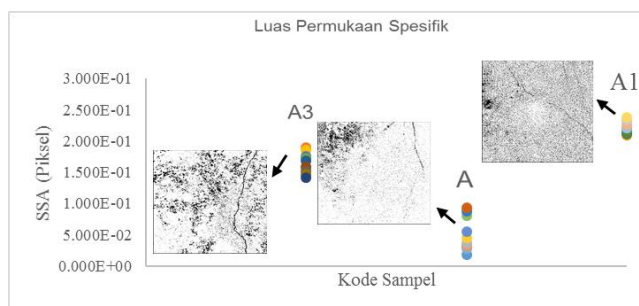 Luas Permukaan Spesifik
3.000E-01
2.500E-01
2.000E-01
1.500E-01
1.000E-01
5.000E-02
0.000E+00
SSA (Piksel)
A3
A
A1
Kode Sampel